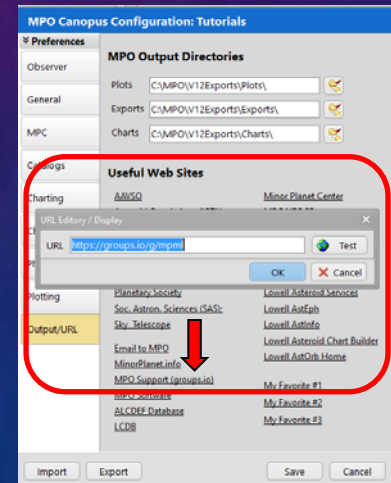 MPO Canopus Configuration: Tutorials
Preferences
Observer
General
MPC
Catalogs
Charting
Plotting
Output/URL
MPO Output Directories
Plots C:\MPO\V12Exports\Plots\
Exports C:\MPO\V12Exports\Exports\
Charts C:\MPO\V12Exports\Charts\
Useful Web Sites
AAVSO Minor Planet Center
URL Editory / Display
URL https://groups.io/g/mpml Test
OK Cancel
Planetary Society Lowell Asteroid Services
Soc. Astron. Sciences (SAS): Lowell AstEph
Sky Telescope Lowell AstInfo
Lowell Asteroid Chart Builder
Email to MPO Lowell AstOrb Home
MinorPlanet.info
MPO Support (groups.io) My Favorite #1
MPO Software My Favorite #2
ALCDEF Database My Favorite #3
LCDB
Import Export Save Cancel